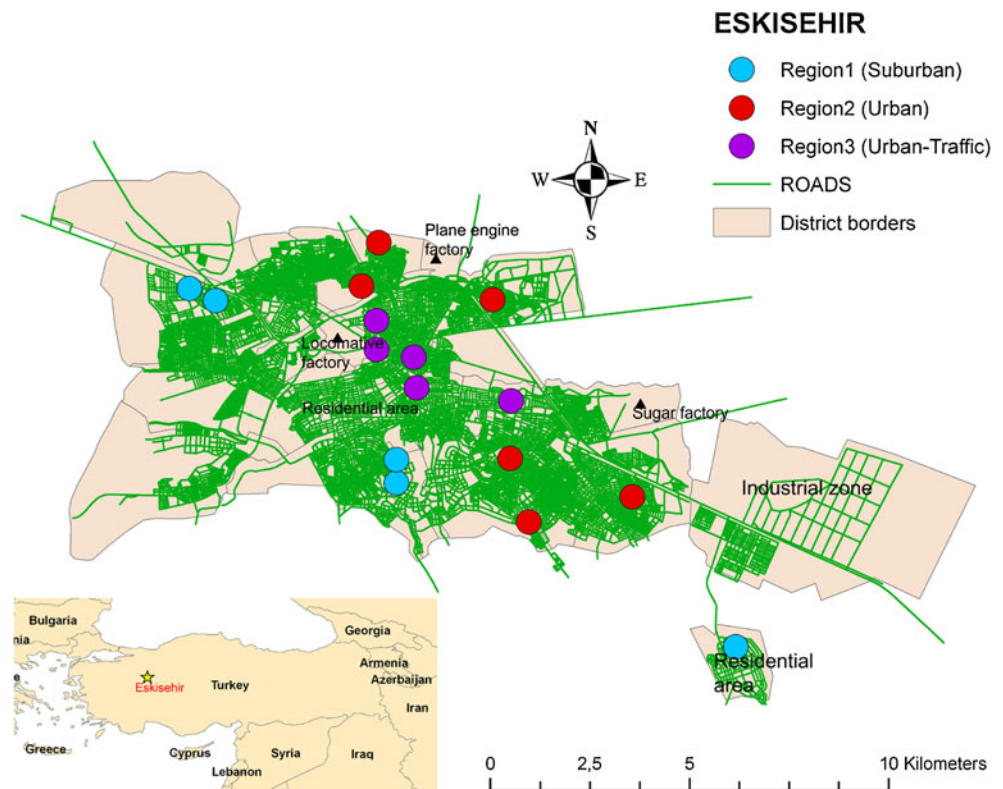 ESKISEHIR
Region1 (Suburban)
Region2 (Urban)
Region3 (Urban-Traffic)
ROADS
District borders
N
W
E
S
Plane engine
factory
Locamative
factory
Residential area
Sugar factory
Industrial zone
Residential
area
Bulgaria
nia
Georgia
Armenia
Azerbaijan
e
Eskisehir
Turkey
Iran
Greece
Cyprus
Syria
Iraq
Lebanon
0
2,5
5
10 Kilometers